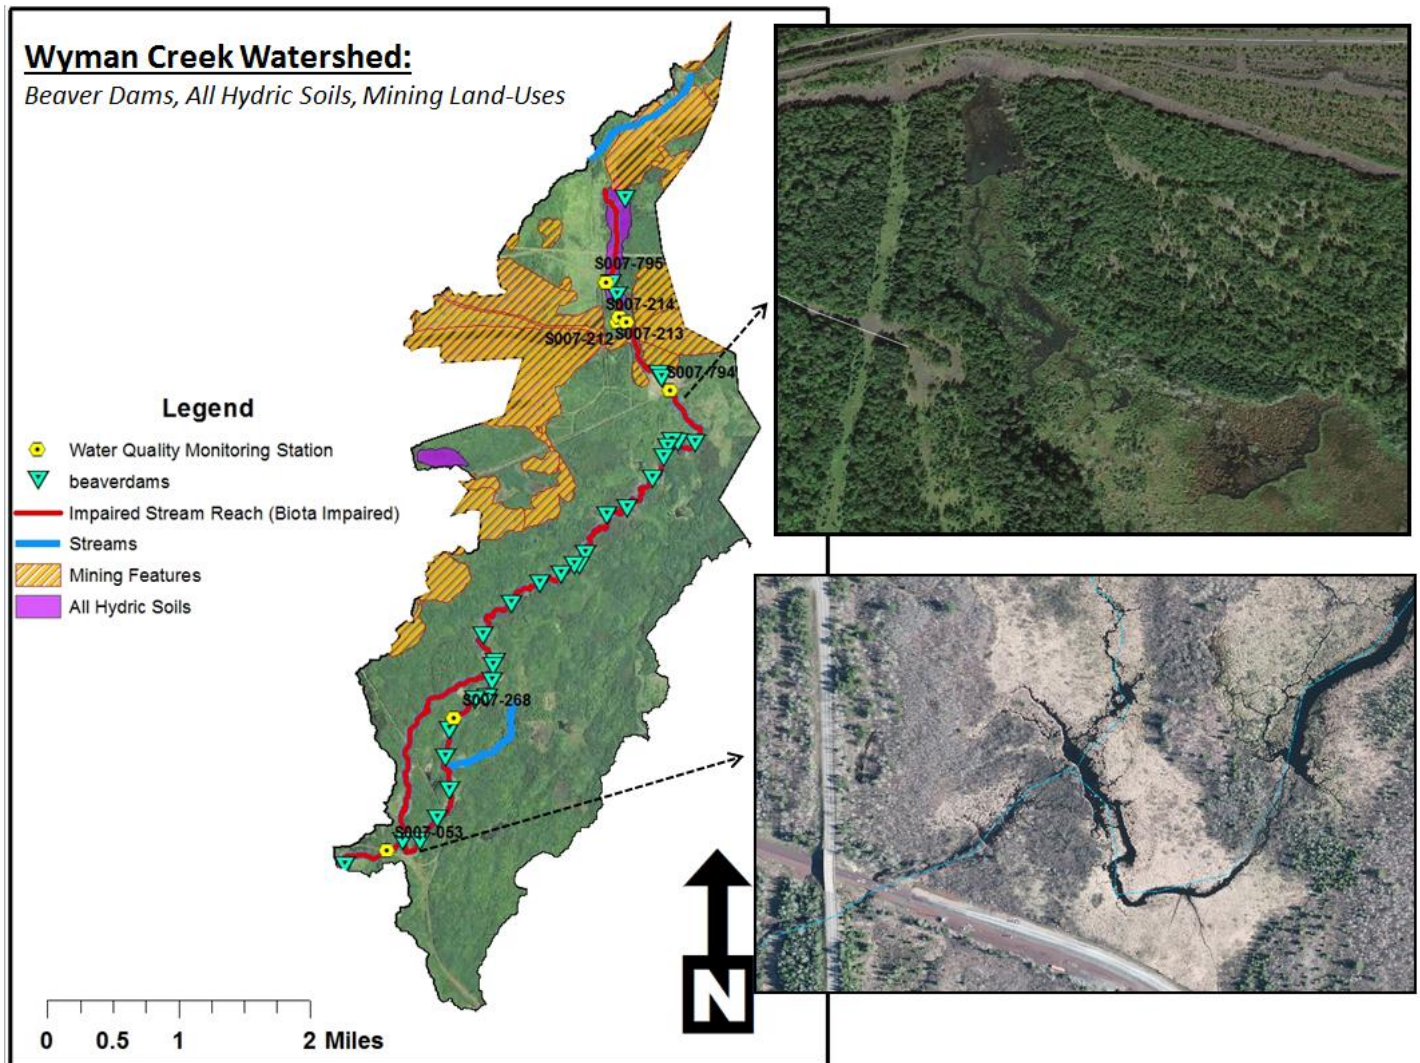 Wyman Creek Watershed:
Beaver Dams, All Hydric Soils, Mining Land-Uses
S007-795
S007-214
S007-212
S007-213
S007-794
Legend
Water Quality Monitoring Station
beaverdams
Impaired Stream Reach (Biota Impaired)
Streams
Mining Features
All Hydric Soils
S007-268
S007-053
N
0 0.5 1 2 Miles